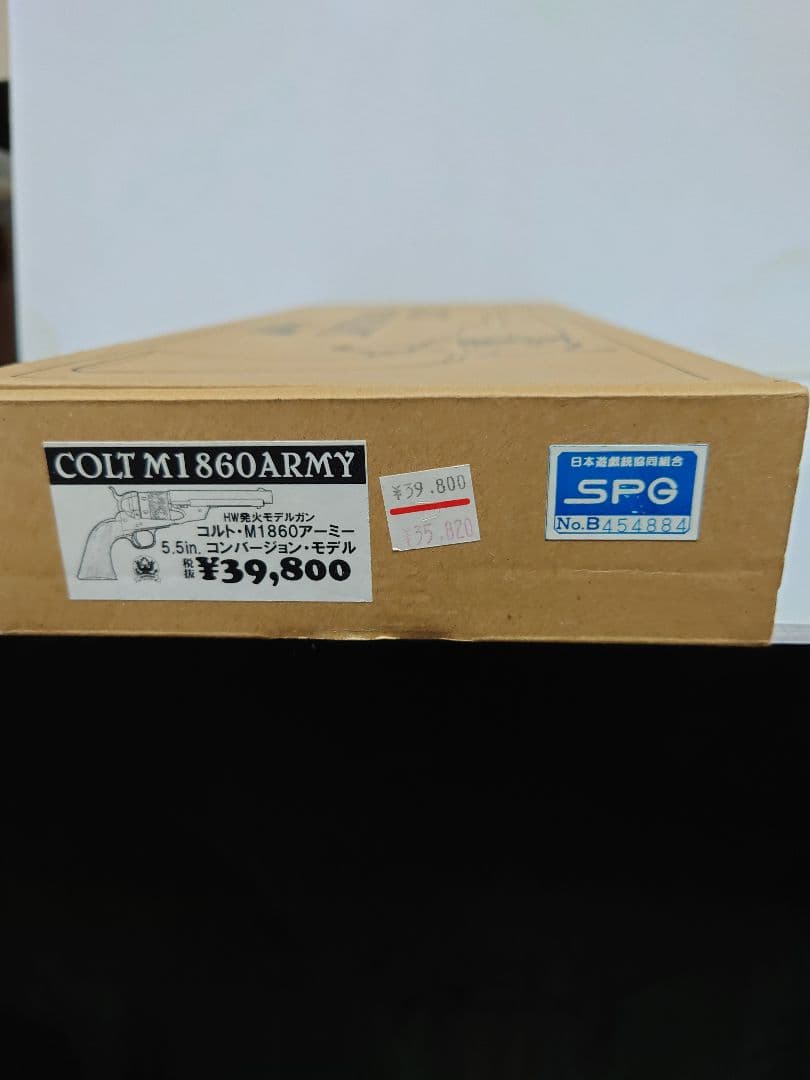 COLT M1860ARMY
HW発火モデルガン
コルト・M1860アーミー
5.5in. コンバージョン・モデル
税抜 ¥39,800
¥39.800
¥35.820
日本遊戯銃協同組合
SPG
No.B454884